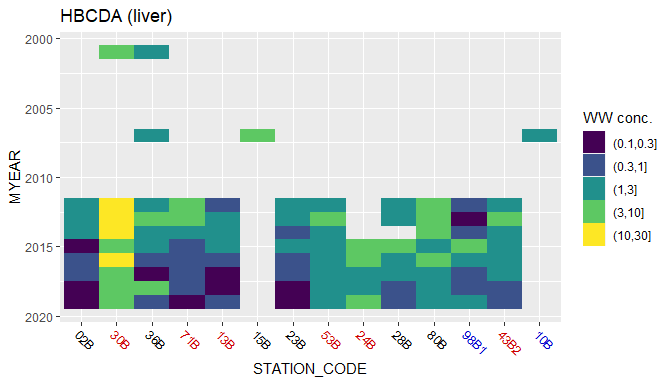 HBCDA (liver)
2000
2005
2010
2015
2020
MYEAR
02B
30B
36B
71B
13B
15B
23B
53B
24B
28B
80B
98B1
43B2
10B
STATION_CODE
WW conc.
(0.1,0.3]
(0.3,1]
(1,3]
(3,10]
(10,30]